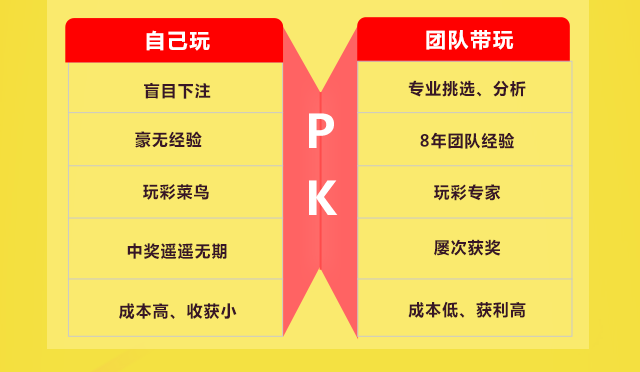 自己玩
团队带玩
盲目下注
专业挑选、分析
P
豪无经验
8年团队经验
K
玩彩菜鸟
玩彩专家
中奖遥遥无期
屡次获奖
成本高、收获小
成本低、获利高